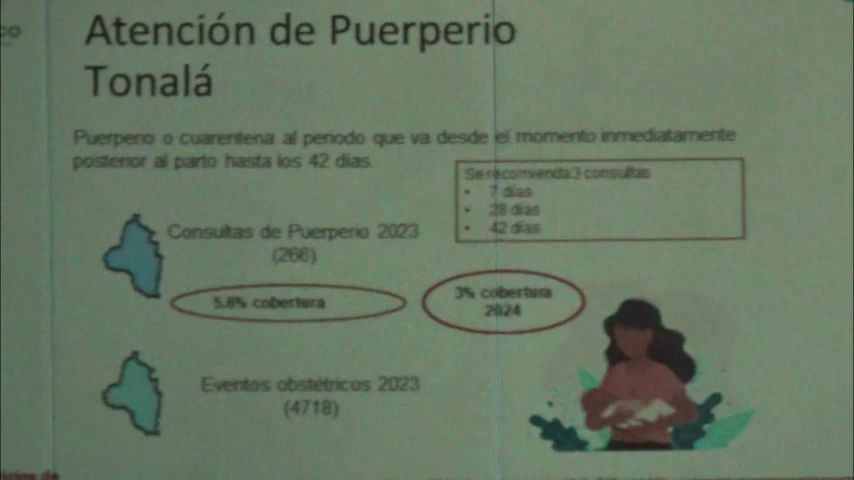 Atención de Puerperio
Tonalá
Puerperio o cuarentena al periodo que va desde el momento inmediatamente
posterior al parto hasta los 42 días.
Se recomienda 3 consultas
• 7 días
• 28 días
• 42 días
Consultas de Puerperio 2023
(266)
5.6% cobertura
3% cobertura
2024
Eventos obstétricos 2023
(4718)